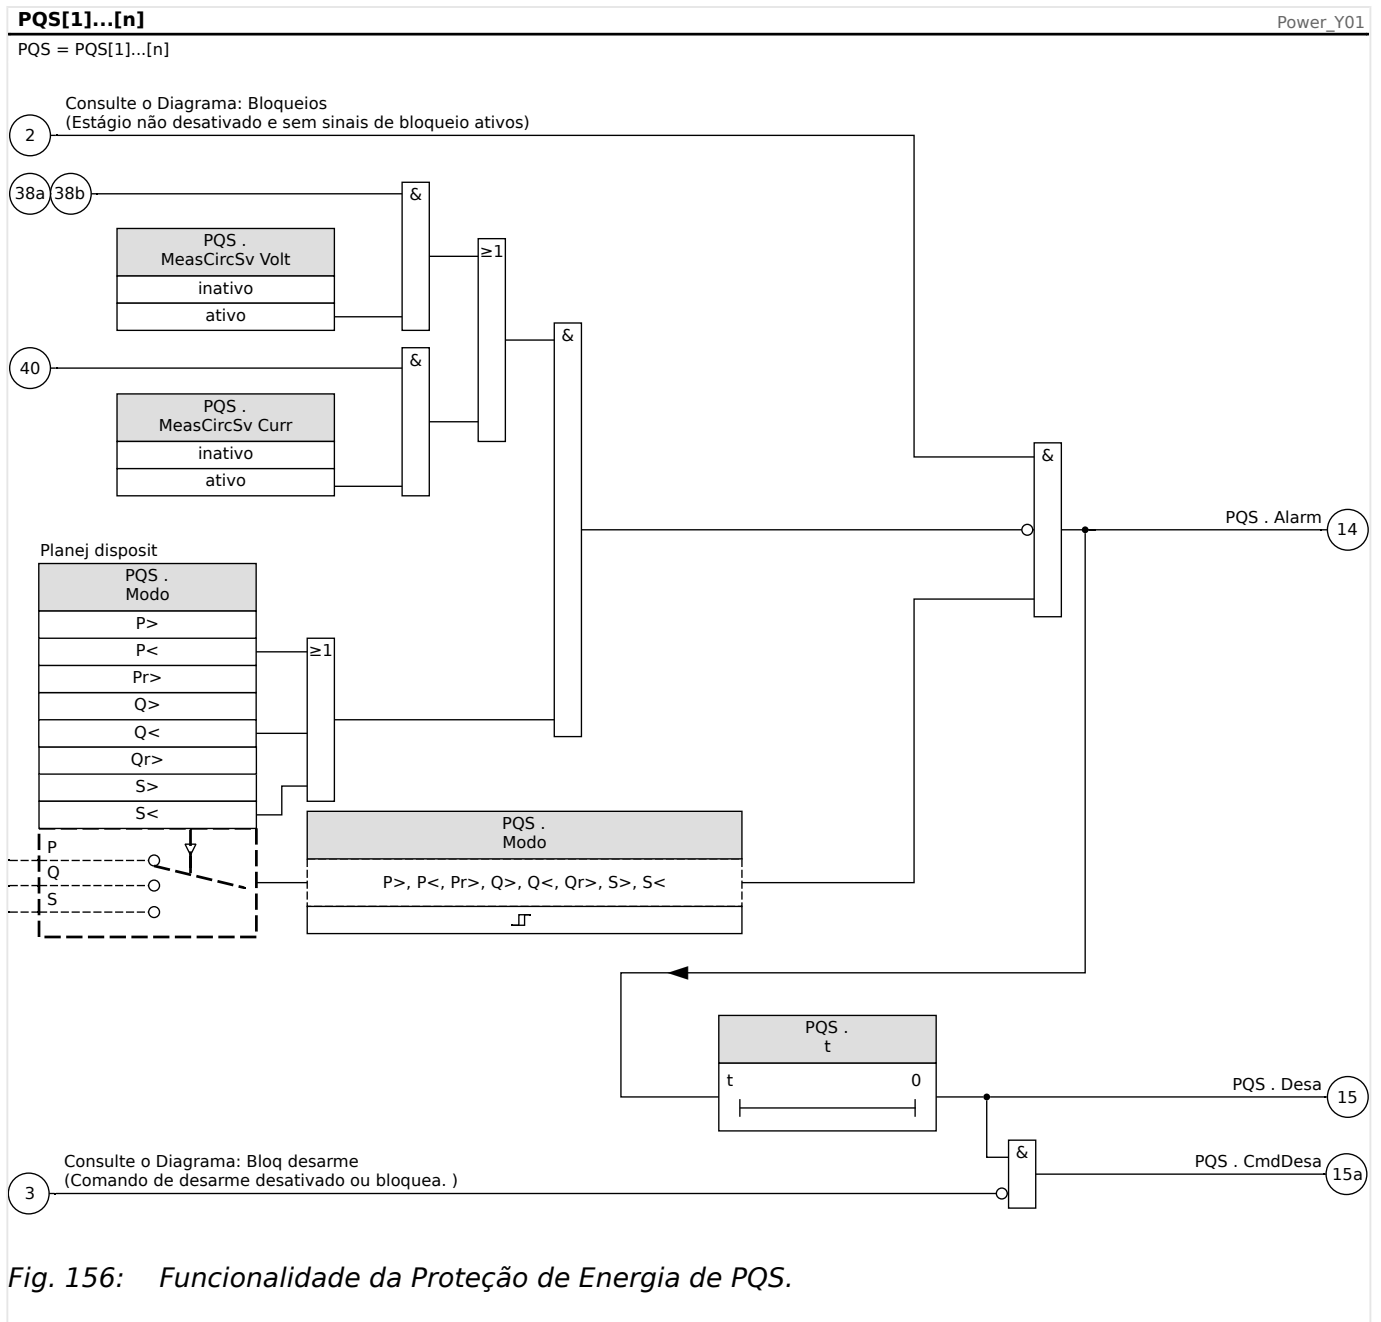 PQS[1]...[n]
Power_Y01
PQS = PQS[1]...[n]
Consulte o Diagrama: Bloqueios
(Estágio não desativado e sem sinais de bloqueio ativos)
2
38a 38b
&
PQS .
MeasCircSv Volt
inativo
ativo
≥1
&
40
&
PQS .
MeasCircSv Curr
inativo
ativo
&
PQS . Alarm
14
Planej disposit
PQS .
Modo
P>
P<
Pr>
Q>
Q<
Qr>
S>
S<
≥1
P
Q
S
PQS .
Modo
P>, P<, Pr>, Q>, Q<, Qr>, S>, S<
PQS .
t
t 0
PQS . Desa
15
&
PQS . CmdDesa
15a
Consulte o Diagrama: Bloq desarme
(Comando de desarme desativado ou bloquea. )
3
Fig. 156: Funcionalidade da Proteção de Energia de PQS.